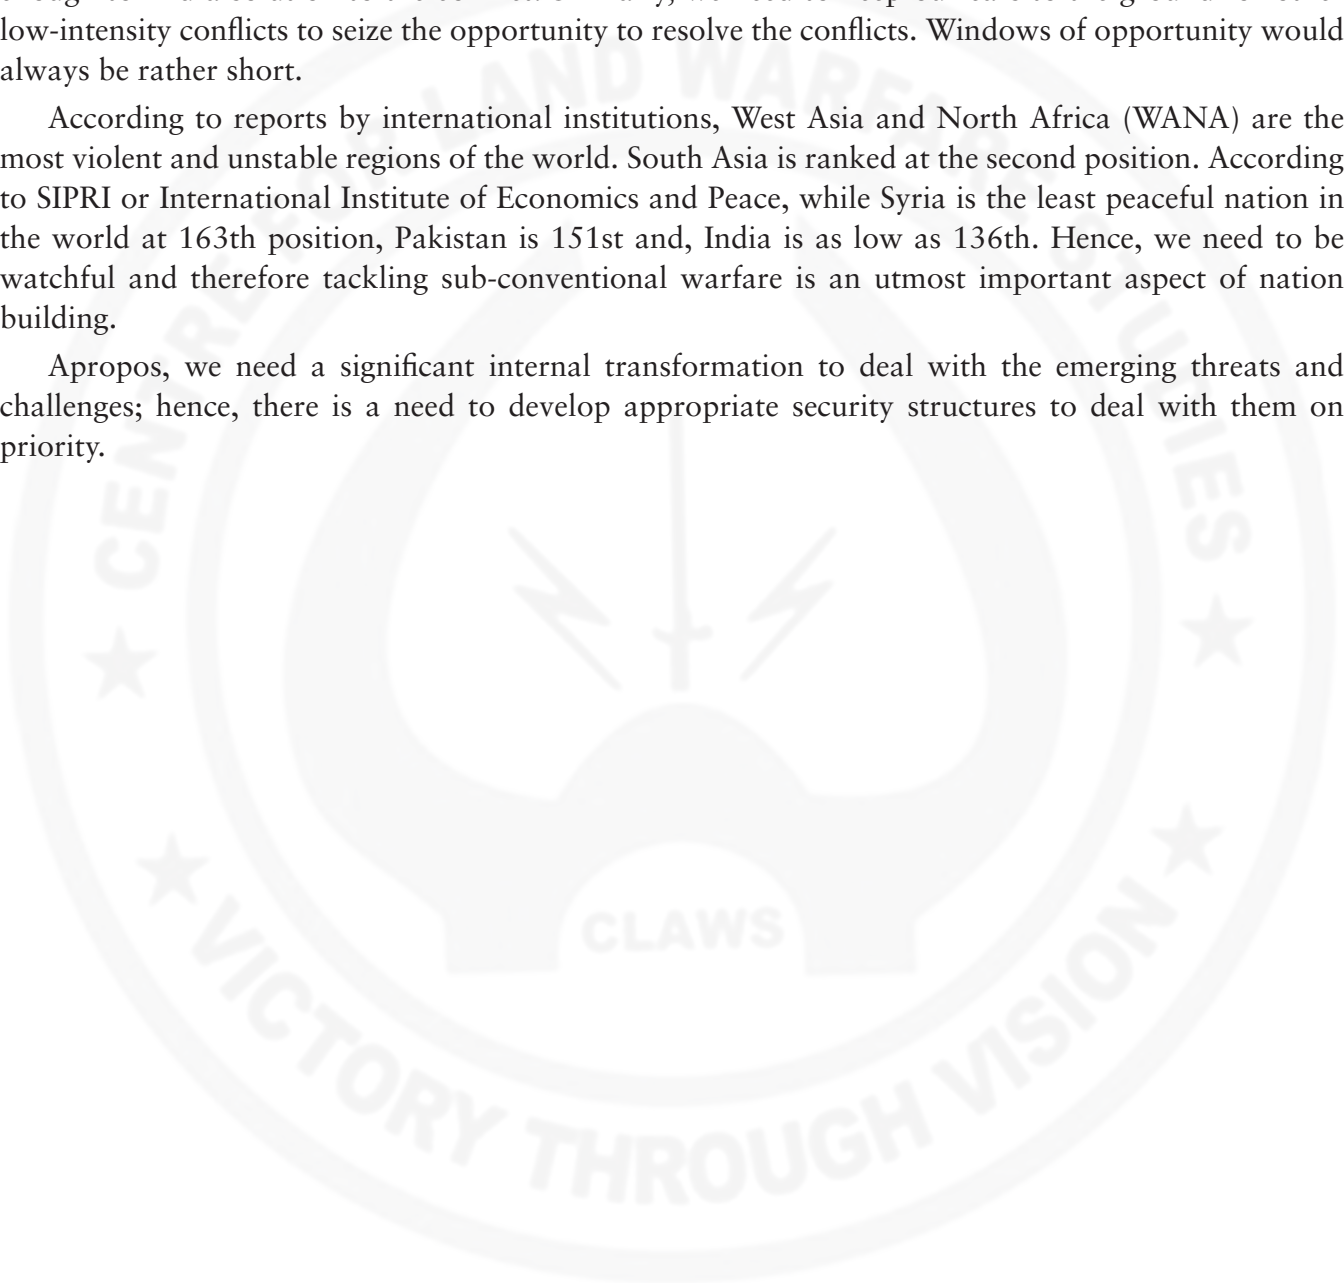 low-intensity conflicts to seize the opportunity to resolve the conflicts. Windows of opportunity would
always be rather short.
According to reports by international institutions, West Asia and North Africa (WANA) are the
most violent and unstable regions of the world. South Asia is ranked at the second position. According
to SIPRI or International Institute of Economics and Peace, while Syria is the least peaceful nation in
the world at 163th position, Pakistan is 151st and, India is as low as 136th. Hence, we need to be
watchful and therefore tackling sub-conventional warfare is an utmost important aspect of nation
building.
Apropos, we need a significant internal transformation to deal with the emerging threats and
challenges; hence, there is a need to develop appropriate security structures to deal with them on
priority.
CENTRE FOR LAND WARFARE STUDIES
CLAWS
VICTORY THROUGH VISION